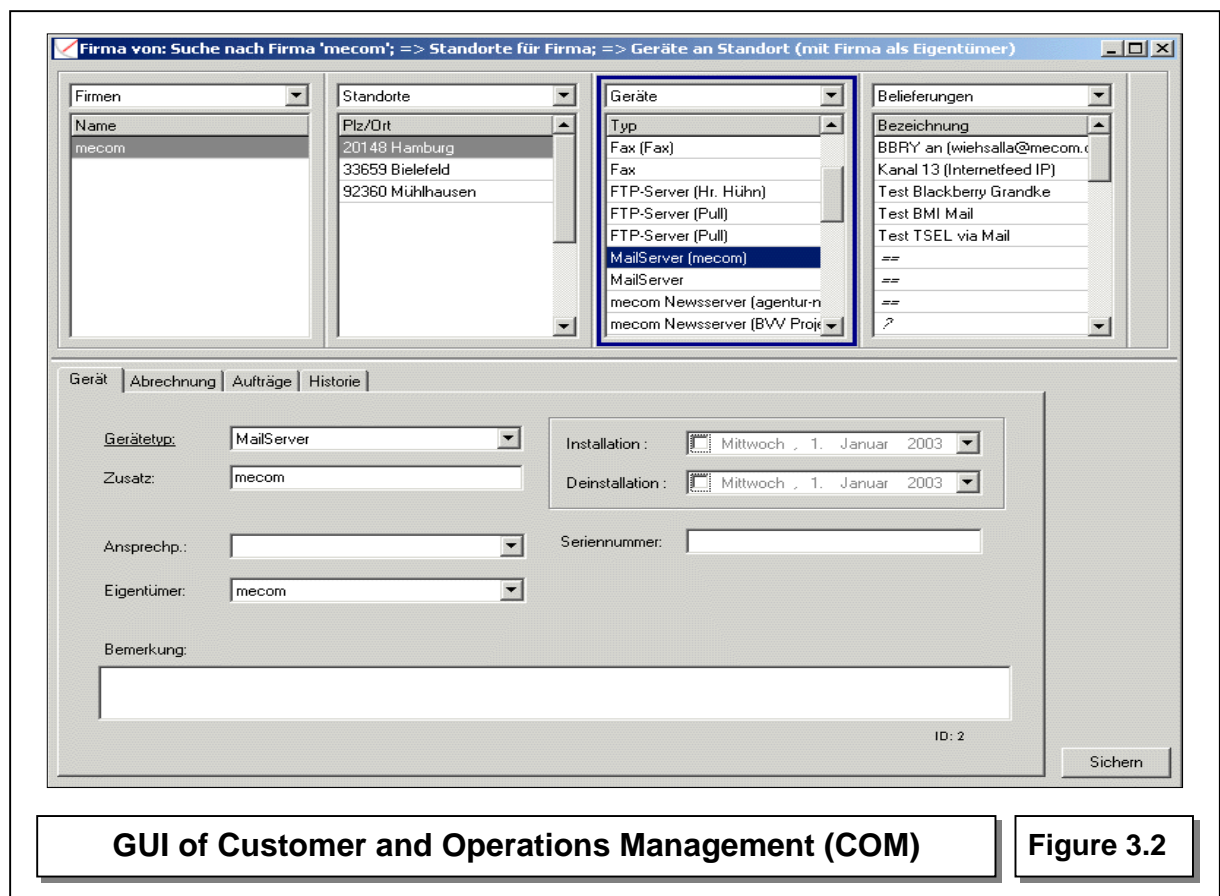 Firma von: Suche nach Firma 'mecom'; => Standorte für Firma; => Geräte an Standort (mit Firma als Eigentümer)
Firmen
Name
mecom
Standorte
Plz/Ort
20148 Hamburg
33659 Bielefeld
92360 Mühlhausen
Geräte
Typ
Fax (Fax)
Fax
FTP-Server (Hr. Hühn)
FTP-Server (Pull)
FTP-Server (Pull)
MailServer (mecom)
MailServer
mecom Newsserver (agentur-n
mecom Newsserver (BVV Proje
Belieferungen
Bezeichnung
BBRY an (wiehsalla@mecom.c
Kanal 13 (Internetfeed IP)
Test Blackberry Grandke
Test BMI Mail
Test TSEL via Mail
==
==
==
?
Gerät Abrechnung Aufträge Historie
Gerätetyp: MailServer
Zusatz: mecom
Installation : Mittwoch , 1. Januar 2003
Deinstallation : Mittwoch , 1. Januar 2003
Ansprechp.:
Seriennummer:
Eigentümer: mecom
Bemerkung:
ID: 2
Sichern
GUI of Customer and Operations Management (COM)
Figure 3.2